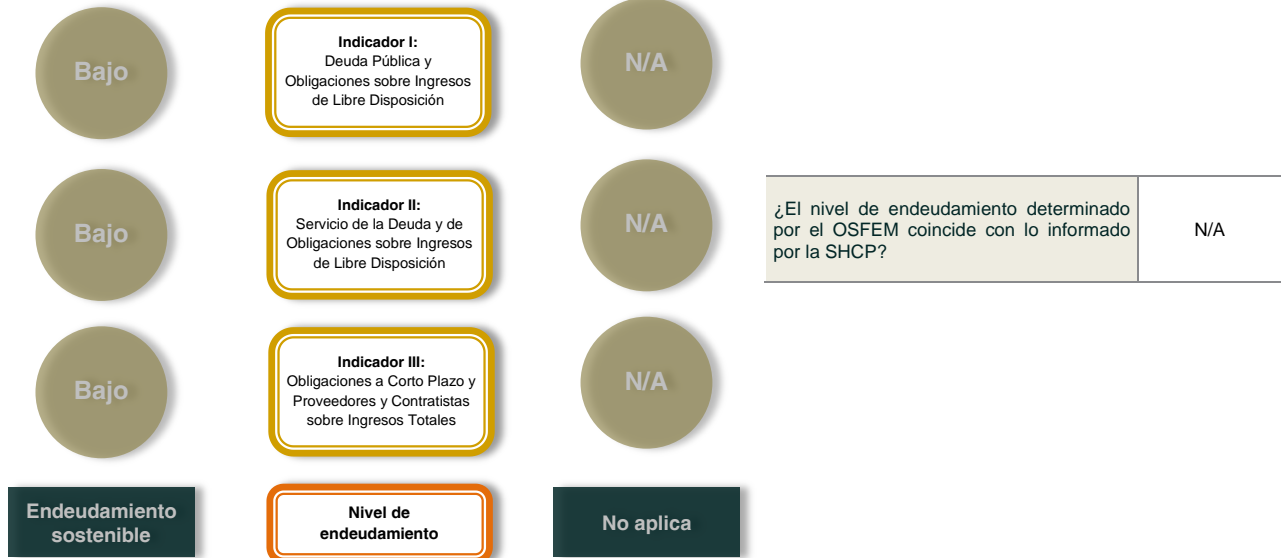 Bajo
Indicador I:
Deuda Pública y
Obligaciones sobre Ingresos
de Libre Disposición
N/A
Bajo
Indicador II:
Servicio de la Deuda y de
Obligaciones sobre Ingresos
de Libre Disposición
N/A
¿El nivel de endeudamiento determinado
por el OSFEM coincide con lo informado
por la SHCP?
N/A
Bajo
Indicador III:
Obligaciones a Corto Plazo y
Proveedores y Contratistas
sobre Ingresos Totales
N/A
Endeudamiento
sostenible
Nivel de
endeudamiento
No aplica